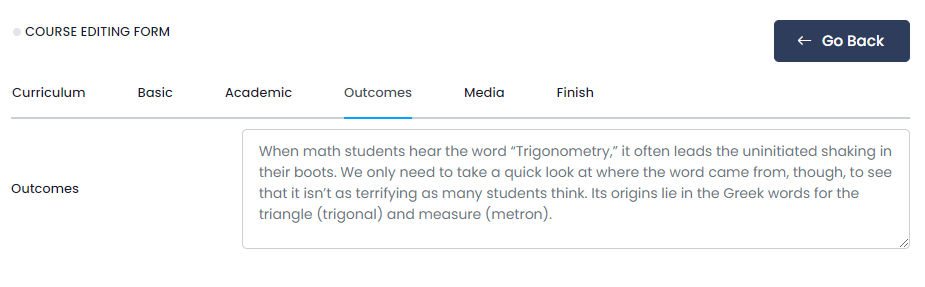 COURSE EDITING FORM
← Go Back
Curriculum Basic Academic Outcomes Media Finish
Outcomes
When math students hear the word “Trigonometry,” it often leads the uninitiated shaking in
their boots. We only need to take a quick look at where the word came from, though, to see
that it isn’t as terrifying as many students think. Its origins lie in the Greek words for the
triangle (trigonal) and measure (metron).